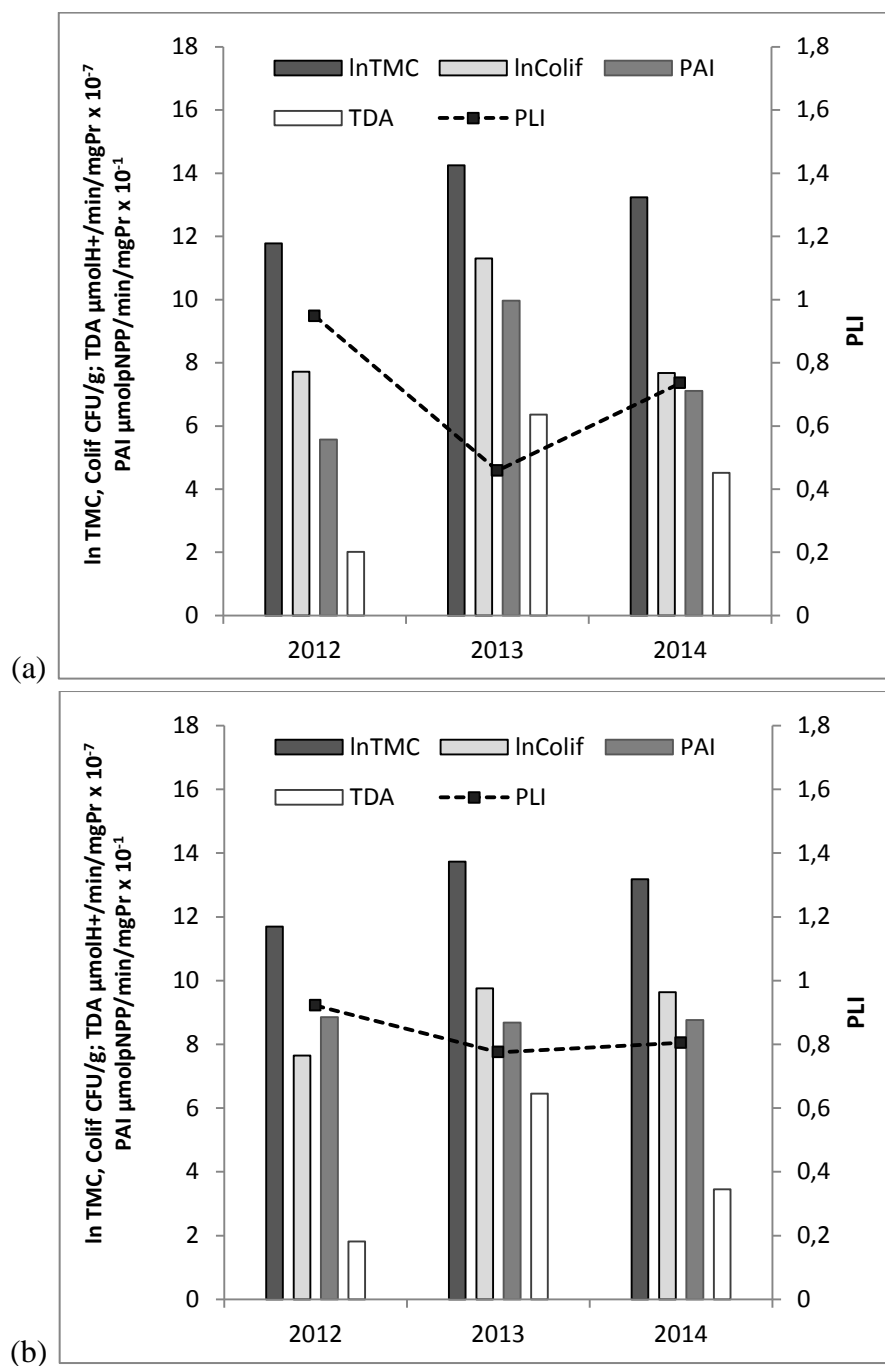 ln TMC, Colif CFU/g; TDA µmolH+/min/mgPr x 10⁻⁷
PAI µmolpNPP/min/mgPr x 10⁻¹
18
16
14
12
10
8
6
4
2
0
lnTMC lnColif PAI
TDA PLI
1,8
1,6
1,4
1,2
1
0,8
0,6
0,4
0,2
0
PLI
2012 2013 2014
(a)
ln TMC, Colif CFU/g; TDA µmolH+/min/mgPr x 10⁻⁷
PAI µmolpNPP/min/mgPr x 10⁻¹
18
16
14
12
10
8
6
4
2
0
lnTMC lnColif PAI
TDA PLI
1,8
1,6
1,4
1,2
1
0,8
0,6
0,4
0,2
0
PLI
2012 2013 2014
(b)